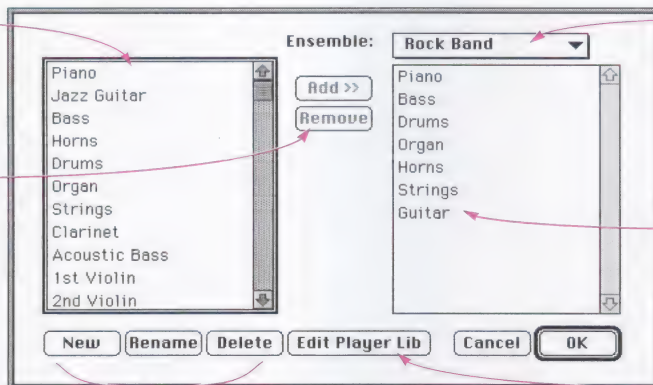 Ensemble:
Rock Band
Piano
Jazz Guitar
Bass
Horns
Drums
Organ
Strings
Clarinet
Acoustic Bass
1st Violin
2nd Violin
Add >>
Remove
Piano
Bass
Drums
Organ
Horns
Strings
Guitar
New
Rename
Delete
Edit Player Lib
Cancel
OK